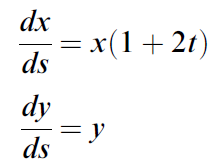 dx/ds = x(1 + 2t)
dy/ds = y